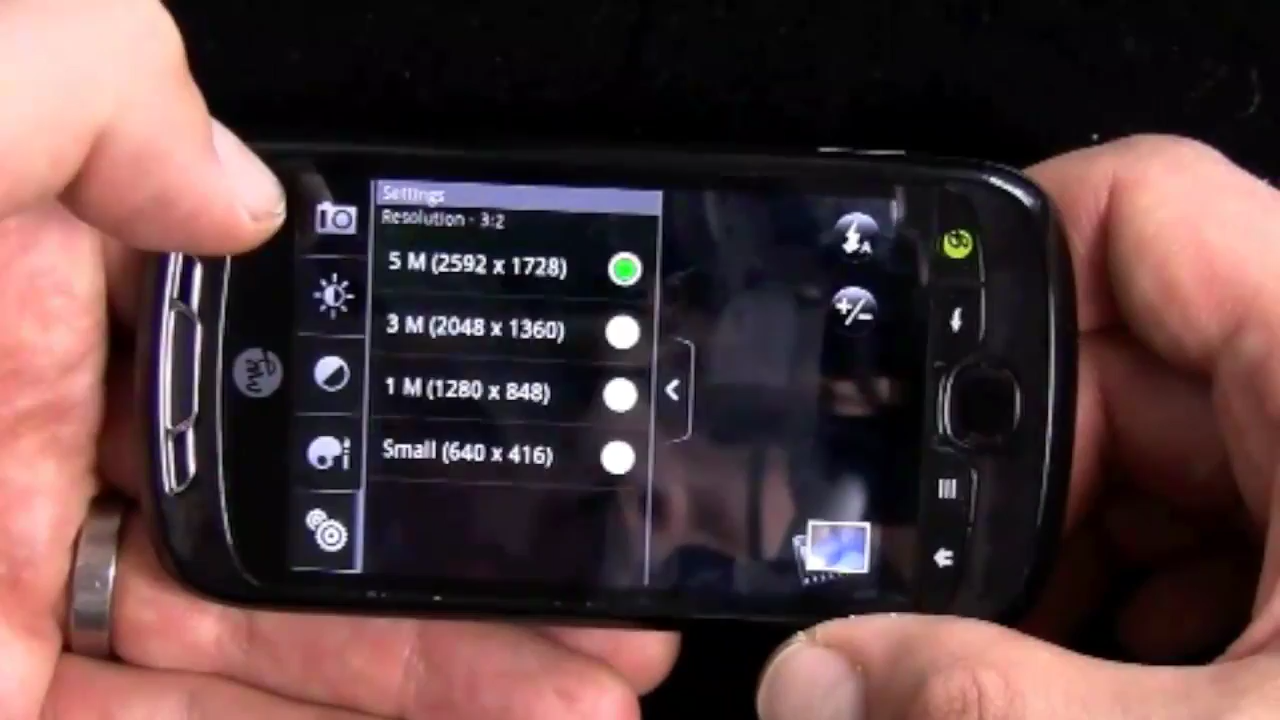 Settings
Resolution - 3:2
5 M (2592 x 1728)
3 M (2048 x 1360)
1 M (1280 x 848)
Small (640 x 416)
A
+/-